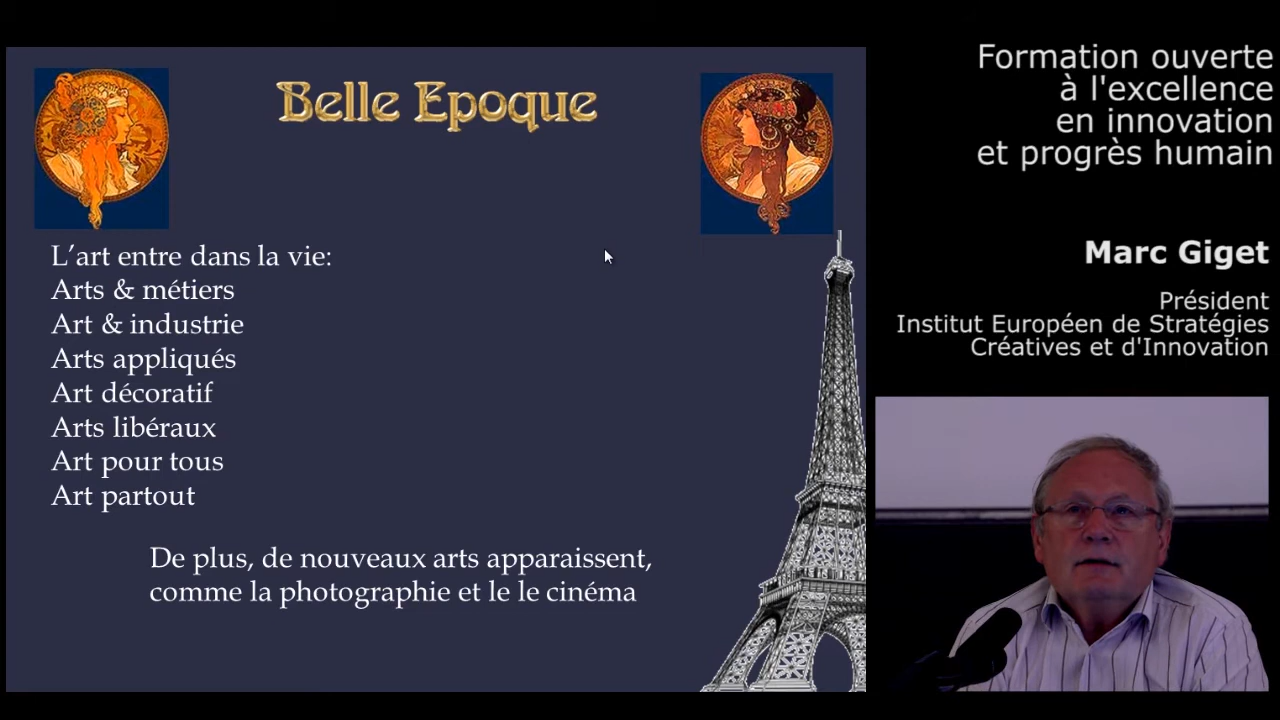 Belle Epoque
L'art entre dans la vie:
Arts & métiers
Art & industrie
Arts appliqués
Art décoratif
Arts libéraux
Art pour tous
Art partout
De plus, de nouveaux arts apparaissent,
comme la photographie et le le cinéma
Formation ouverte
à l'excellence
en innovation
et progrès humain
Marc Giget
Président
Institut Européen de Stratégies
Créatives et d'Innovation